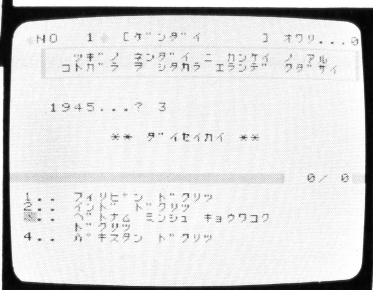 NO 1 [ゲンダイ ] オワリ...0
ツギノ ネンダイ ニ カンケイ ノ アル
コトガラ ヲ シタカラ エランデ クダサイ
1945...? 3
** ダイセイカイ **
0/ 0
1.. フィリピン ドクリツ
2.. インド ドクリツ
3.. ベトナム ミンシュ キョウワコク
ドクリツ
4.. パキスタン ドクリツ